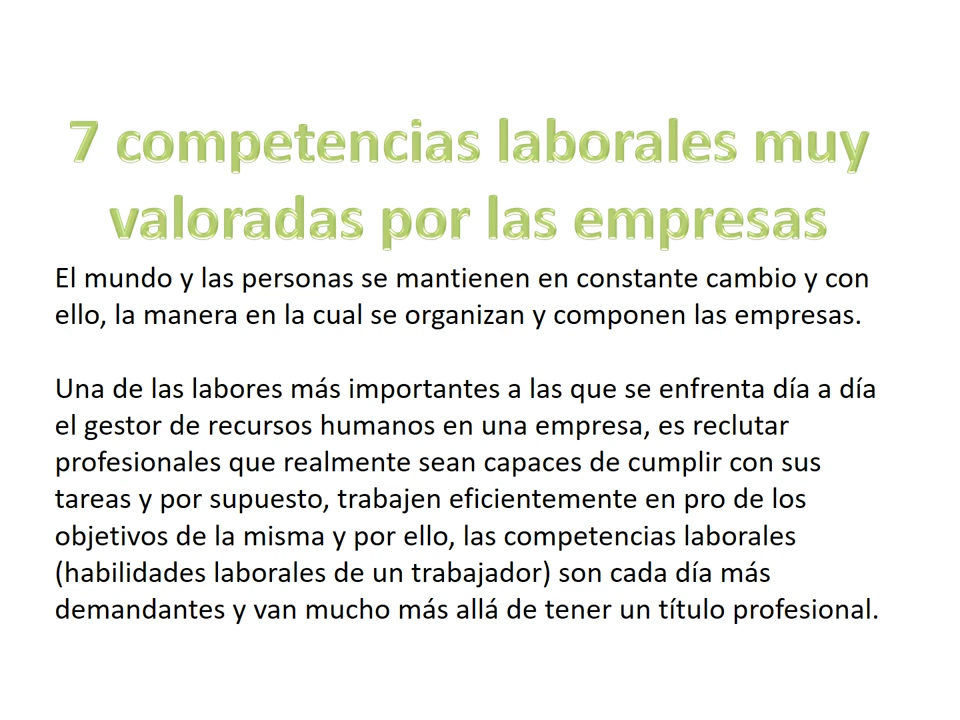 7 competencias laborales muy
valoradas por las empresas
El mundo y las personas se mantienen en constante cambio y con
ello, la manera en la cual se organizan y componen las empresas.
Una de las labores más importantes a las que se enfrenta día a día
el gestor de recursos humanos en una empresa, es reclutar
profesionales que realmente sean capaces de cumplir con sus
tareas y por supuesto, trabajen eficientemente en pro de los
objetivos de la misma y por ello, las competencias laborales
(habilidades laborales de un trabajador) son cada día más
demandantes y van mucho más allá de tener un título profesional.